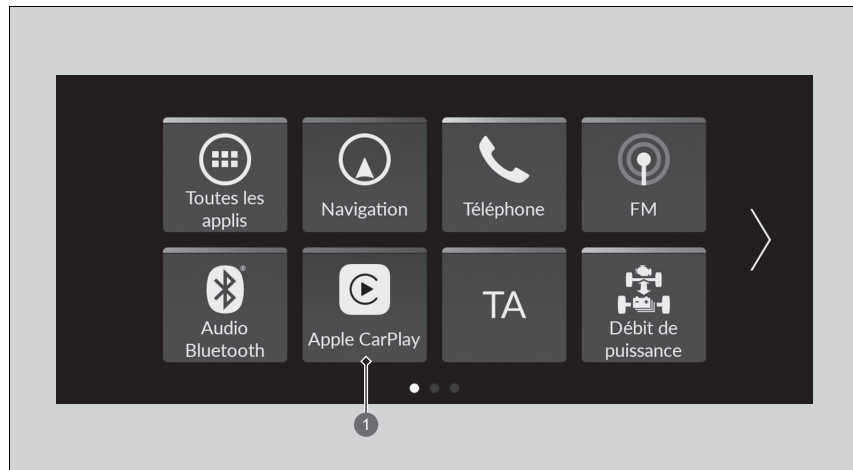 Toutes les
applis
Navigation
Téléphone
FM
Audio
Bluetooth
®
Apple CarPlay
TA
Débit de
puissance
1